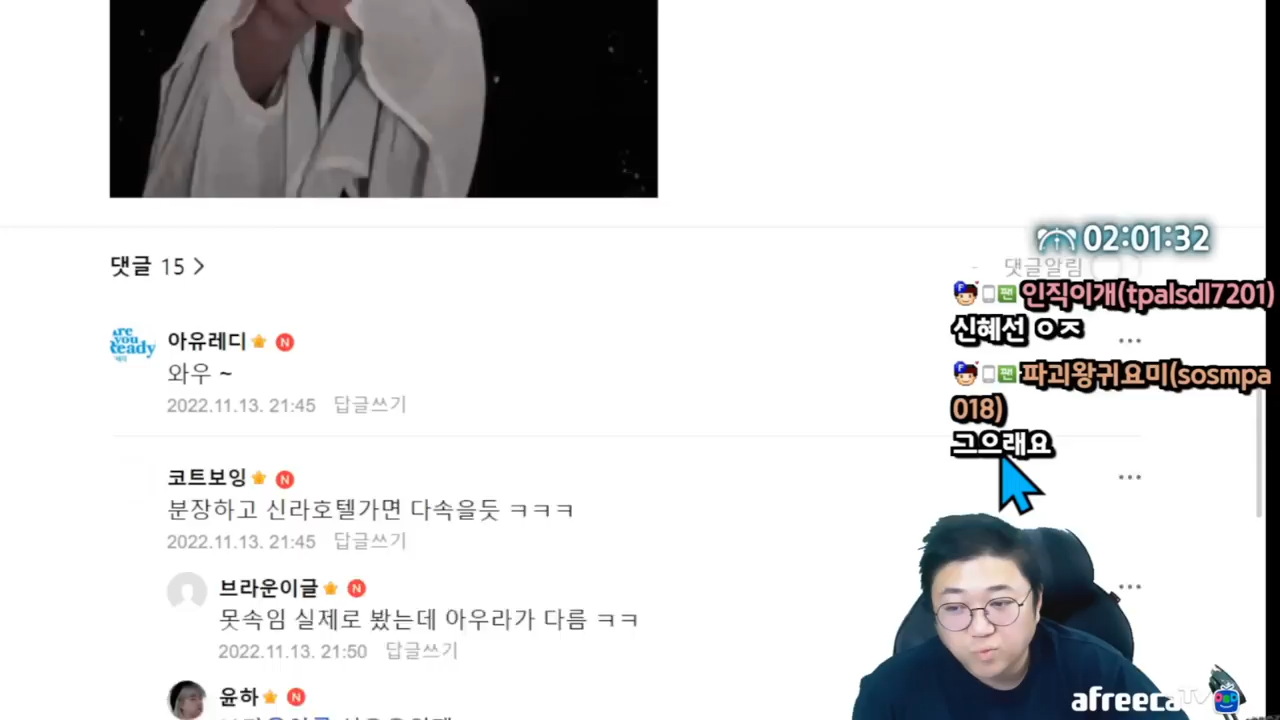 댓글 15
댓글알림
02:01:32
인직이개(tpalsdl7201)
신혜선 ㅇㅈ
파괴왕귀요미(sosmpa
018)
그으래요
are
you
ready
아유레디 N
와우 ~
2022.11.13. 21:45 답글쓰기
코트보잉 N
분장하고 신라호텔가면 다속을듯 ㅋㅋㅋ
2022.11.13. 21:45 답글쓰기
브라운이글 N
못속임 실제로 봤는데 아우라가 다름 ㅋㅋ
2022.11.13. 21:50 답글쓰기
윤하 N
afreecaTV